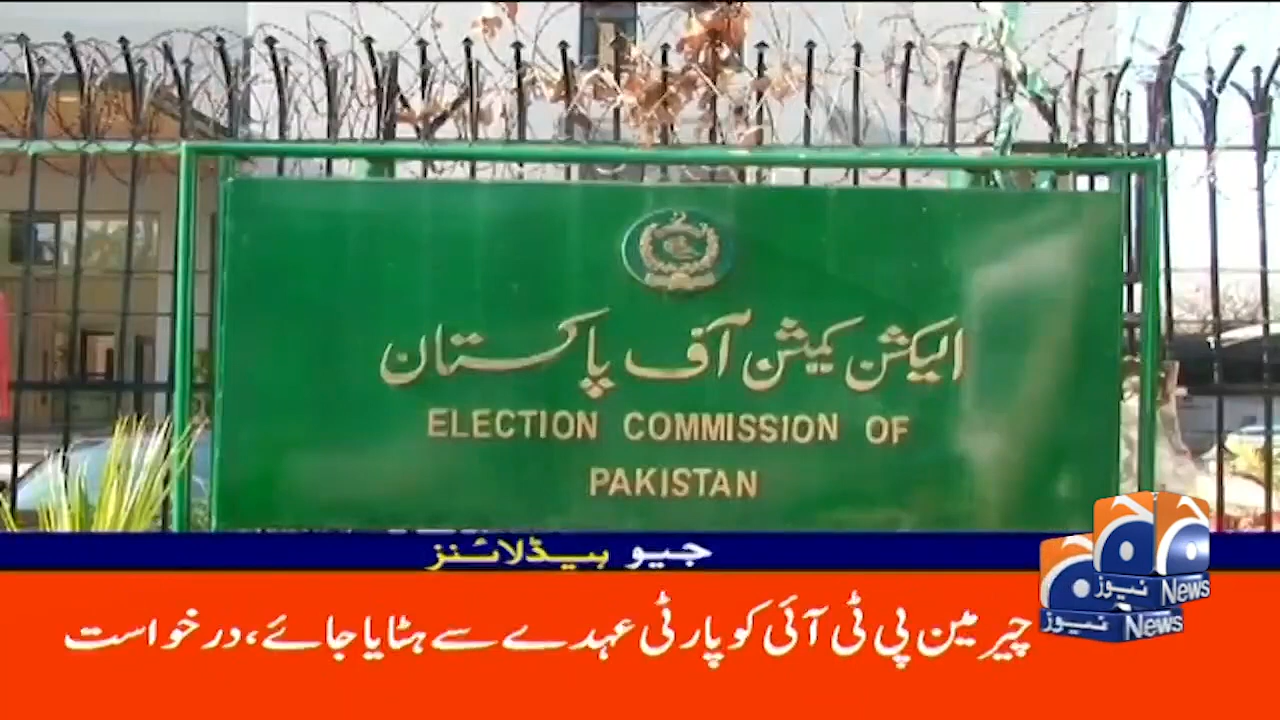 الیکشن کمیشن آف پاکستان
ELECTION COMMISSION OF
PAKISTAN
جیو ہیڈلائنز
نیوز News
نیوز News
چیرمین پی ٹی آئی کو پارٹی عہدے سے ہٹایا جائے، درخواست